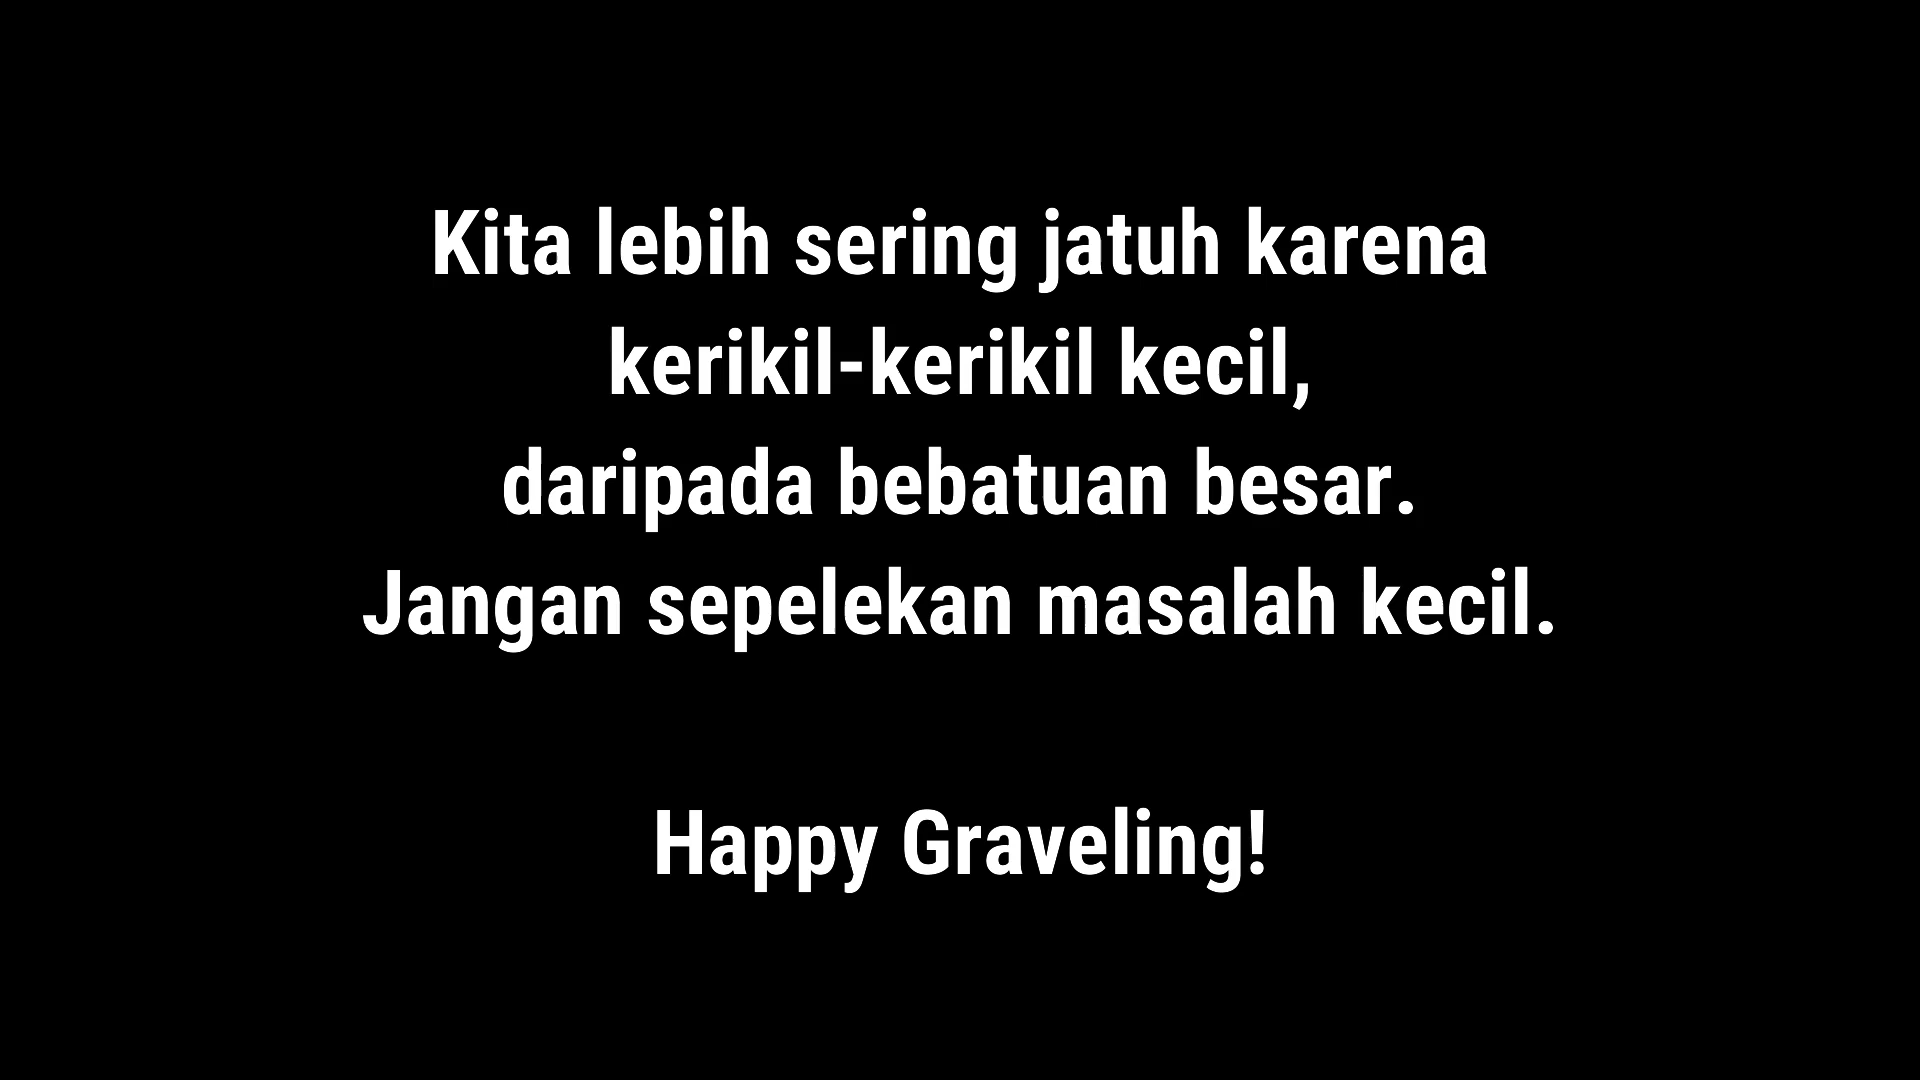 Kita lebih sering jatuh karena
kerikil-kerikil kecil,
daripada bebatuan besar.
Jangan sepelekan masalah kecil.
Happy Graveling!